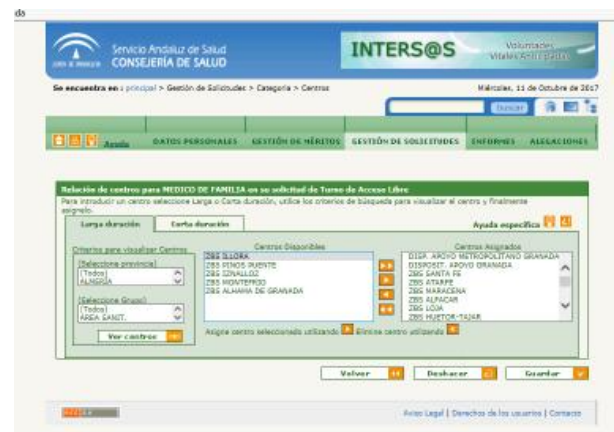 da
Servicio Andaluz de Salud
CONSEJERÍA DE SALUD
INTERS@S
Voluntades
Vitales Anticipadas
Se encuentra en : principal > Gestión de Solicitudes > Categoría > Centros
Miércoles, 11 de Octubre de 2017
Buscar
Ayuda
DATOS PERSONALES
GESTIÓN DE MÉRITOS
GESTIÓN DE SOLICITUDES
INFORMES
ALEGACIONES
Relación de centros para MEDICO DE FAMILIA en su solicitud de Turno de Acceso Libre
Para introducir un centro seleccione Larga o Corta duración, utilice los criterios de búsqueda para visualizar el centro y finalmente
asígnelo.
Larga duración
Corta duración
Ayuda específica
Criterios para visualizar Centros
(Seleccione provincia)
(Todos)
ALMERÍA
(Seleccione Grupo)
(Todos)
AREA SANIT.
Ver centros
Centros Disponibles
ZBS ILLORA
ZBS PINOS PUENTE
ZBS IZNALLOZ
ZBS MONTEFRIO
ZBS ALHAMA DE GRANADA
Centros Asignados
DISP. APOYO METROPOLITANO GRANADA
DISPOSIT. APOYO GRANADA
ZBS SANTA FE
ZBS ATARFE
ZBS MARACENA
ZBS ALFACAR
ZBS LOJA
ZBS HUETOR-TAJAR
Asigne centro seleccionado utilizando
Elimine centro utilizando
Volver
Deshacer
Guardar
Aviso Legal | Derechos de los usuarios | Contacto